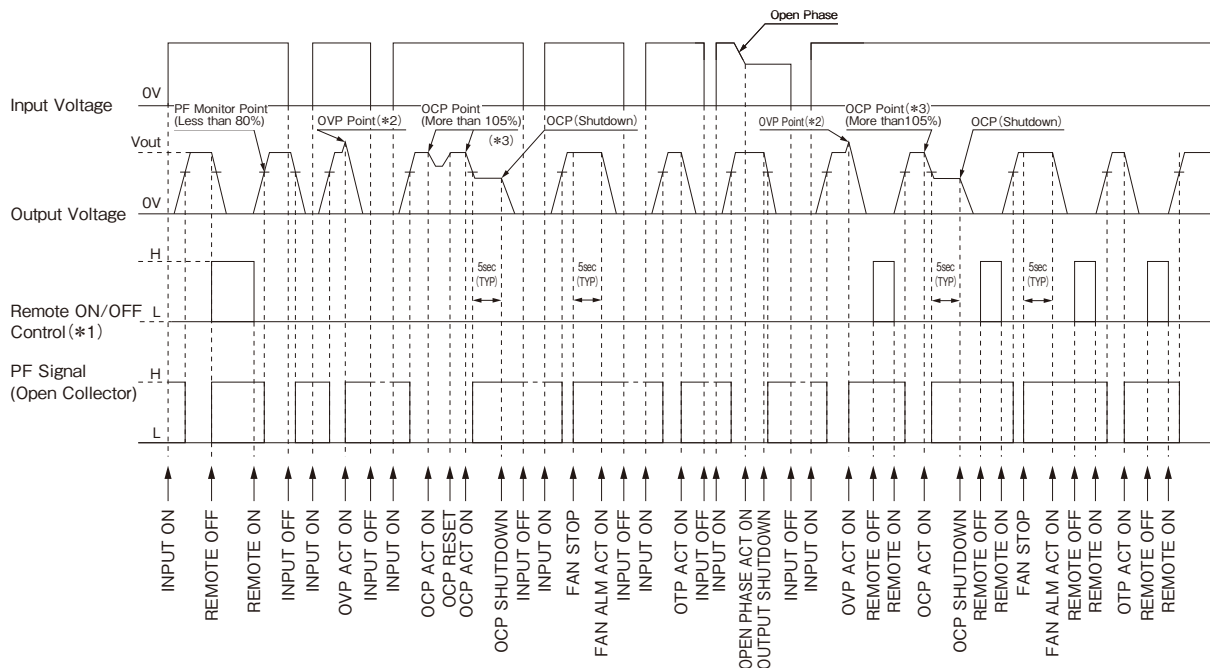 Open Phase
Input Voltage
0V
PF Monitor Point
(Less than 80%)
OVP Point(*2)
OCP Point
(More than 105%)
(*3)
OCP(Shutdown)
OVP Point(*2)
OCP Point(*3)
(More than105%)
OCP(Shutdown)
Vout
Output Voltage
0V
H
5sec
(TYP)
5sec
(TYP)
5sec
(TYP)
5sec
(TYP)
Remote ON/OFF
Control(*1)
L
PF Signal
(Open Collector)
H
L
INPUT ON
REMOTE OFF
REMOTE ON
INPUT OFF
INPUT ON
OVP ACT ON
INPUT OFF
INPUT ON
OCP ACT ON
OCP RESET
OCP ACT ON
OCP SHUTDOWN
INPUT OFF
INPUT ON
FAN STOP
FAN ALM ACT ON
INPUT OFF
INPUT ON
OTP ACT ON
INPUT OFF
INPUT ON
OPEN PHASE ACT ON
OUTPUT SHUTDOWN
INPUT OFF
INPUT ON
OVP ACT ON
REMOTE OFF
REMOTE ON
OCP ACT ON
OCP SHUTDOWN
REMOTE OFF
REMOTE ON
FAN STOP
FAN ALM ACT ON
REMOTE OFF
REMOTE ON
OTP ACT ON
REMOTE OFF
REMOTE ON